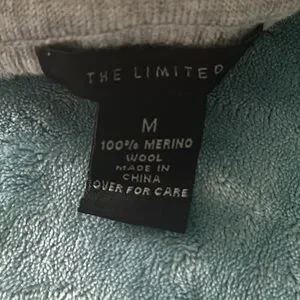 THE LIMITED
M
100% MERINO
WOOL
MADE IN
CHINA
OVER FOR CARE